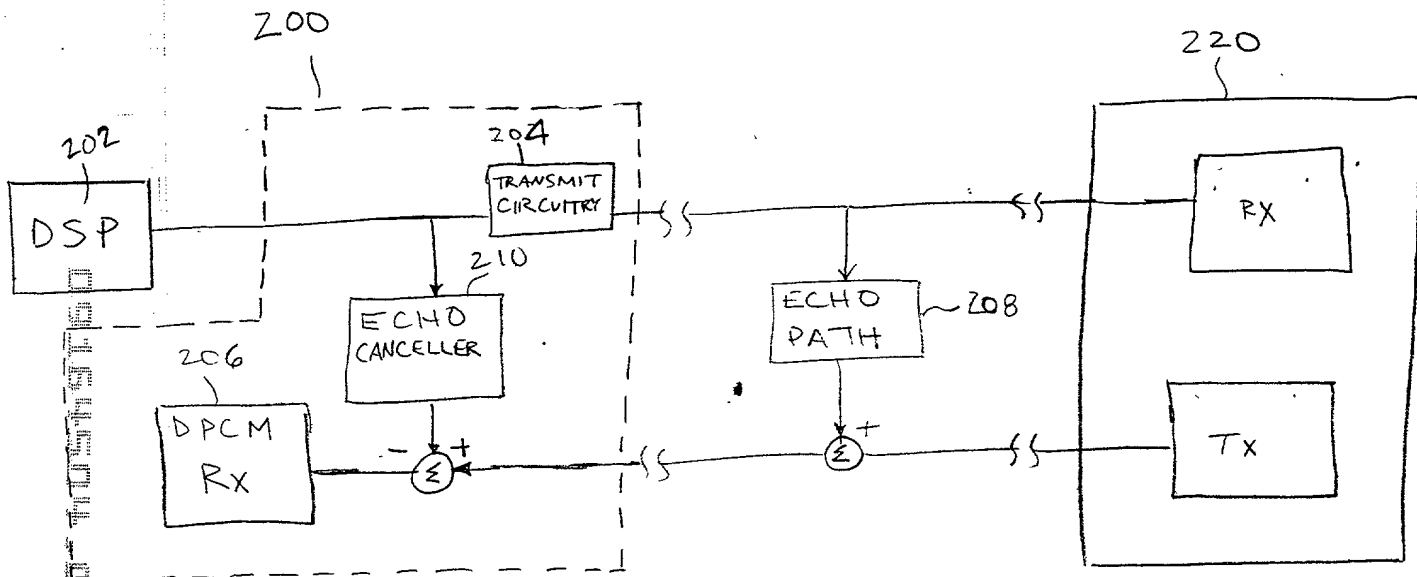 200
220
202
204
DSP
TRANSMIT
CIRCUITRY
RX
210
ECHO
CANCELLER
ECHO
PATH
208
206
DPCM
RX
-
+
Σ
+
Σ
TX